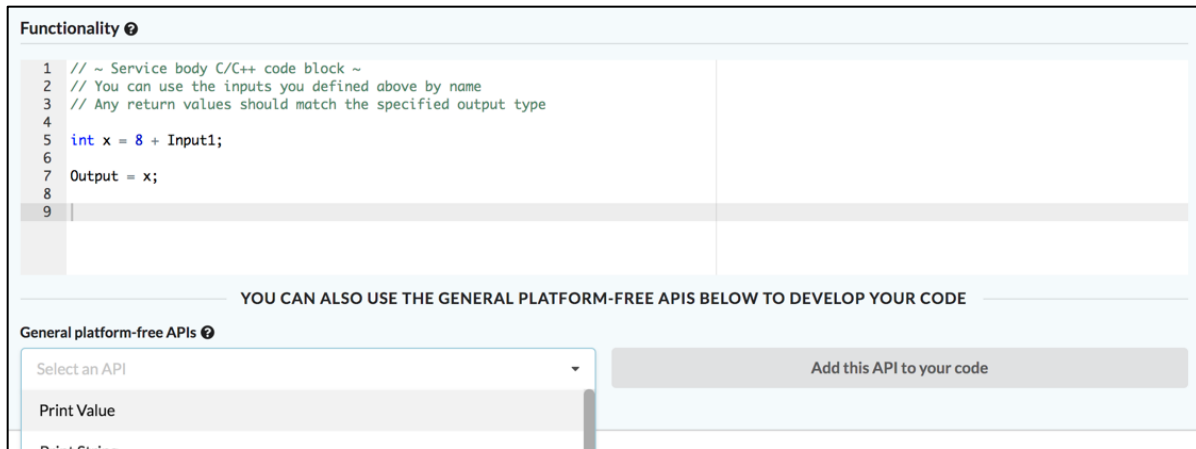 Functionality
1 // ~ Service body C/C++ code block ~
2 // You can use the inputs you defined above by name
3 // Any return values should match the specified output type
4
5 int x = 8 + Input1;
6
7 Output = x;
8
9
YOU CAN ALSO USE THE GENERAL PLATFORM-FREE APIS BELOW TO DEVELOP YOUR CODE
General platform-free APIs
Select an API
Add this API to your code
Print Value
Print String